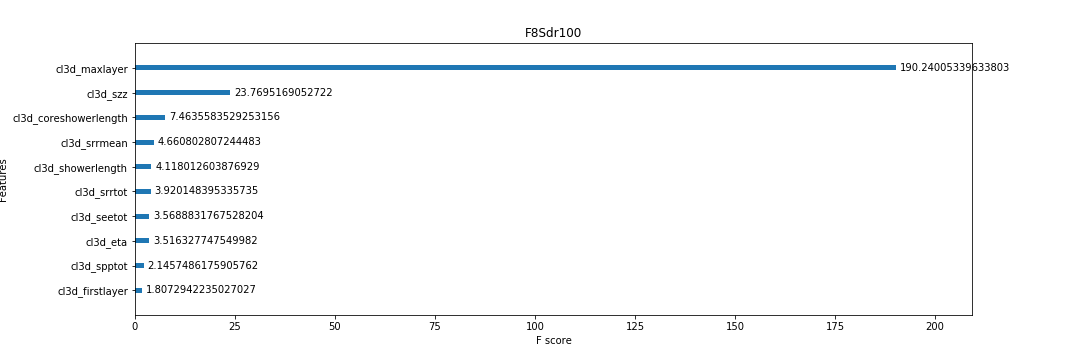 F8Sdr100
cl3d_maxlayer 190.24005339633803
cl3d_szz 23.7695169052722
cl3d_coreshowerlength 7.4635583529253156
cl3d_srrmean 4.660802807244483
cl3d_showerlength 4.118012603876929
cl3d_srrtot 3.920148395335735
cl3d_seetot 3.5688831767528204
cl3d_eta 3.516327747549982
cl3d_spptot 2.1457486175905762
cl3d_firstlayer 1.8072942235027027
Features
0 25 50 75 100 125 150 175 200
F score